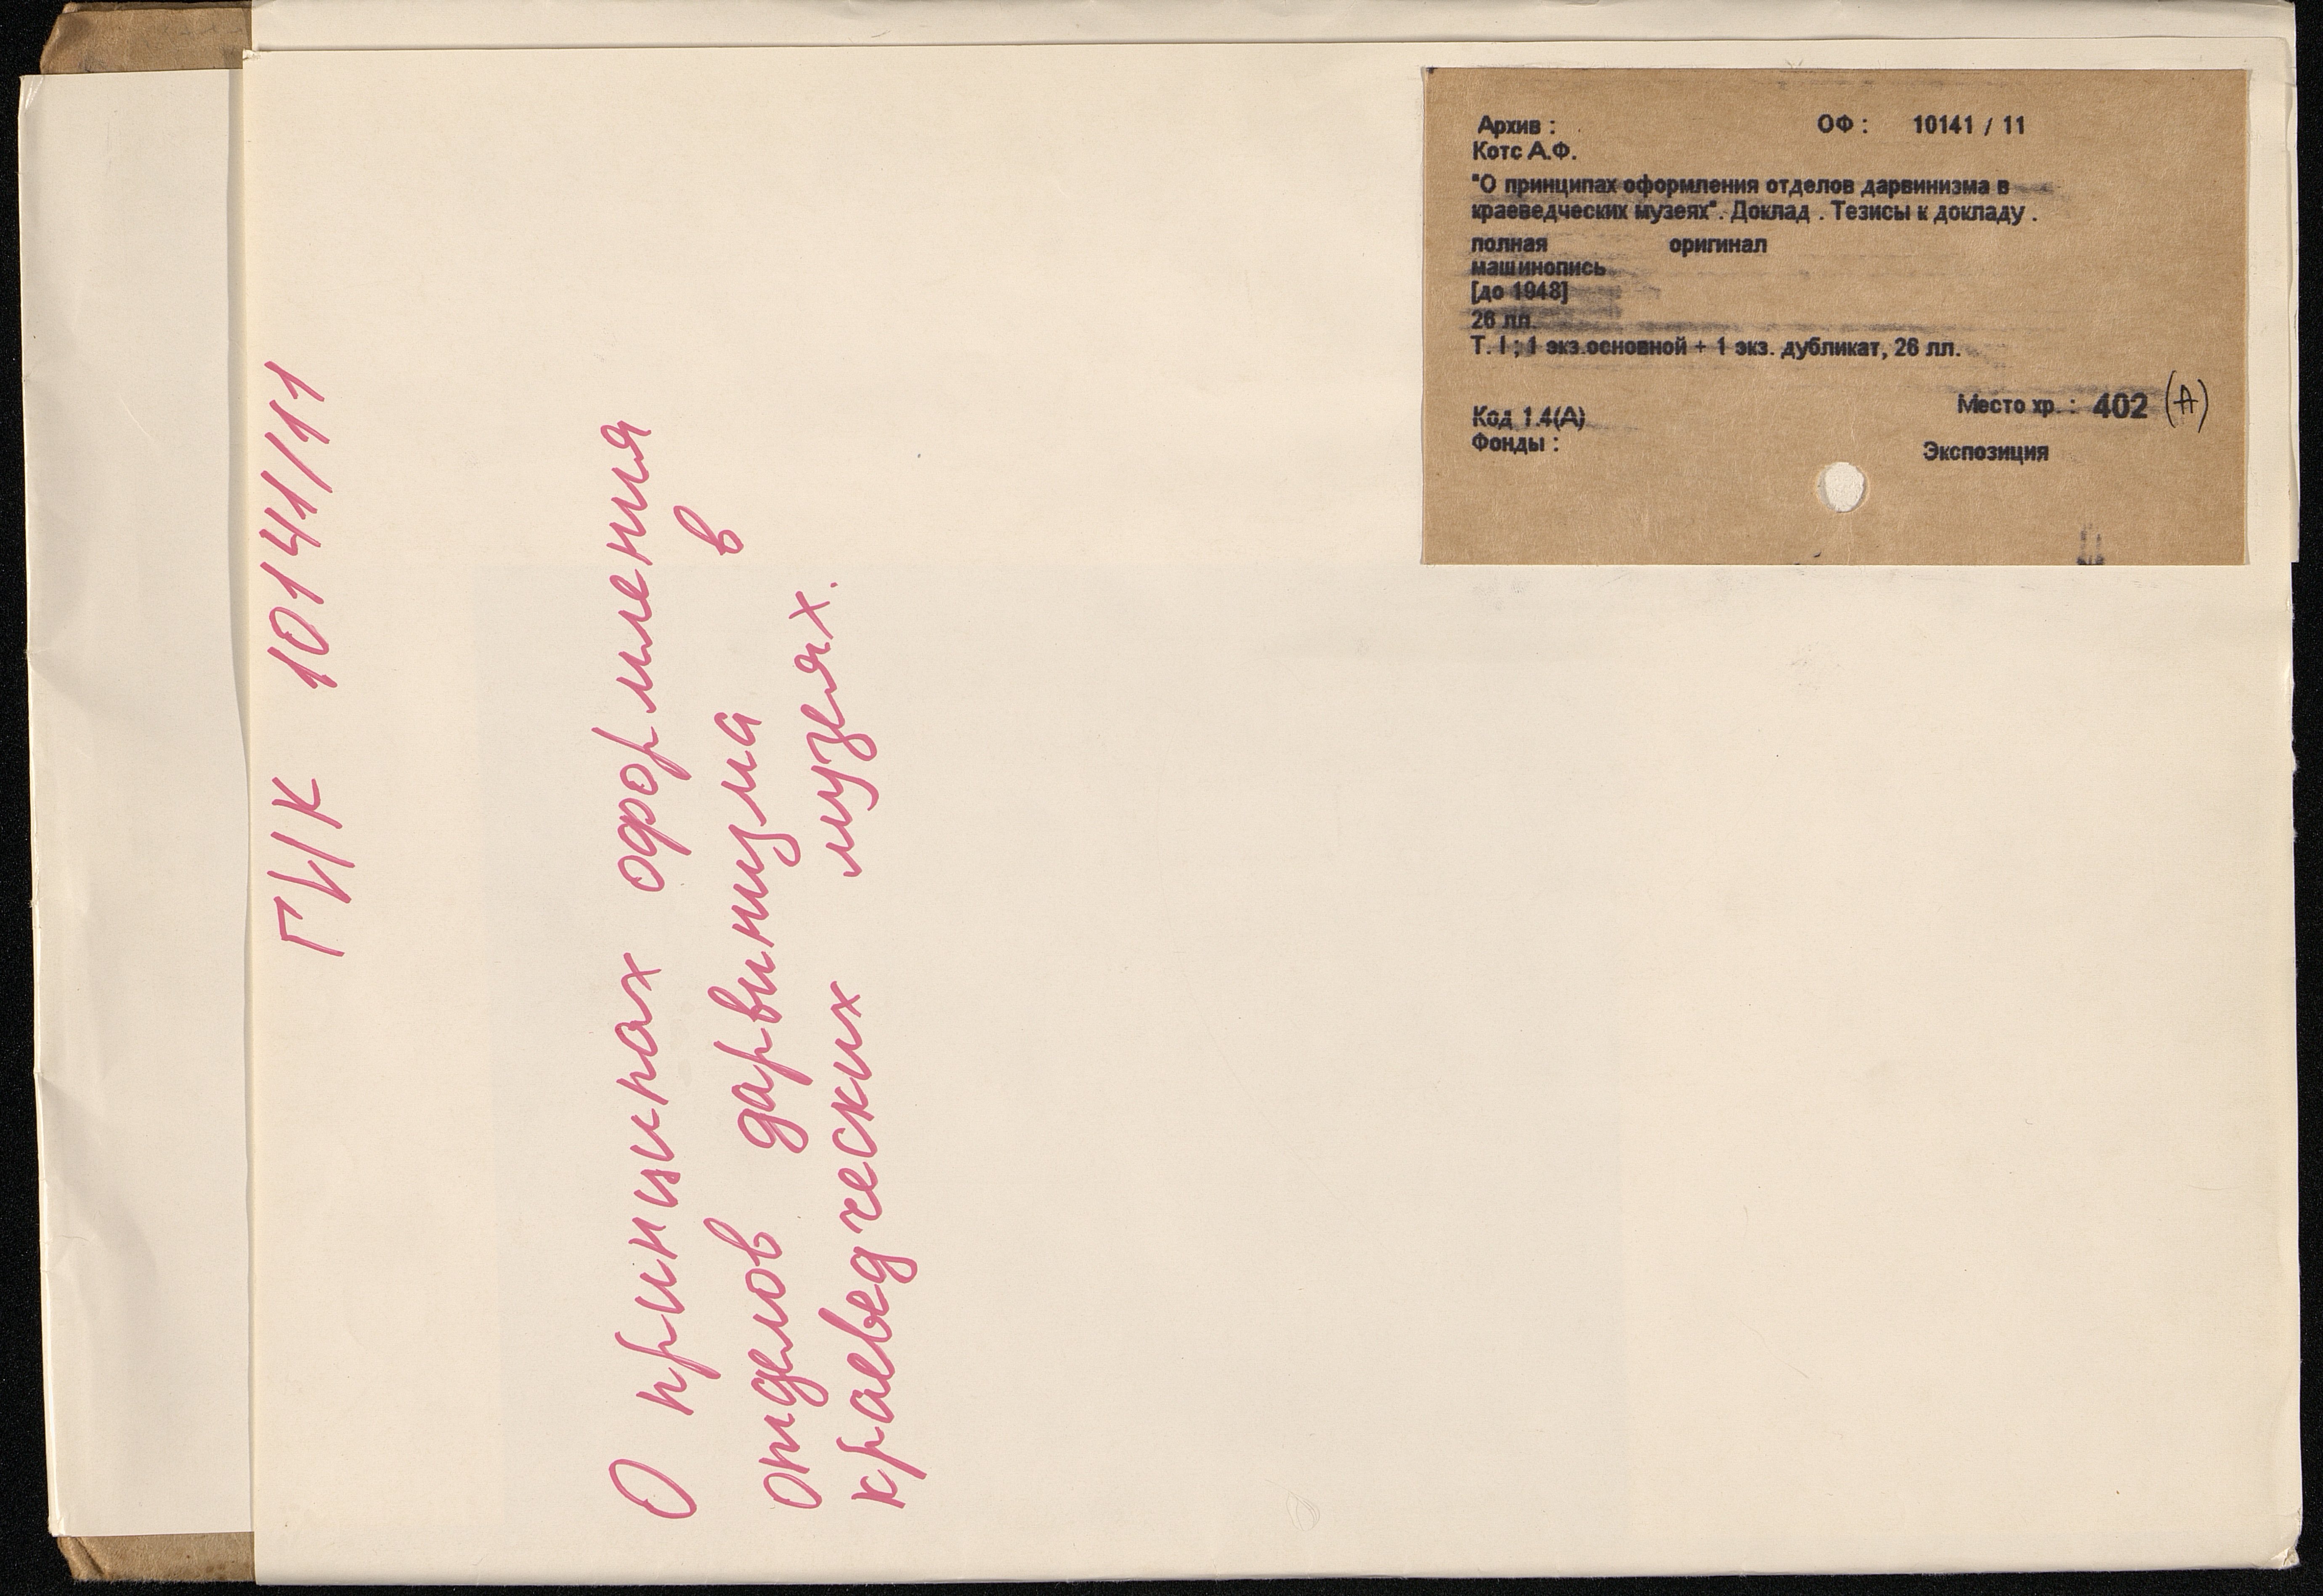 ГИК 10141/11
О принципах оформления
отделов дарвинизма в
краеведческих музеях.
Архив : ОФ : 10141 / 11
Котс А.Ф.
"О принципах оформления отделов дарвинизма в
краеведческих музеях". Доклад . Тезисы к докладу .
полная оригинал
машинопись
[до 1948]
26 лл.
Т. I ; 1 экз.основной + 1 экз. дубликат, 26 лл.
Код 1.4(А) Место хр. : 402 (А)
Фонды : Экспозиция